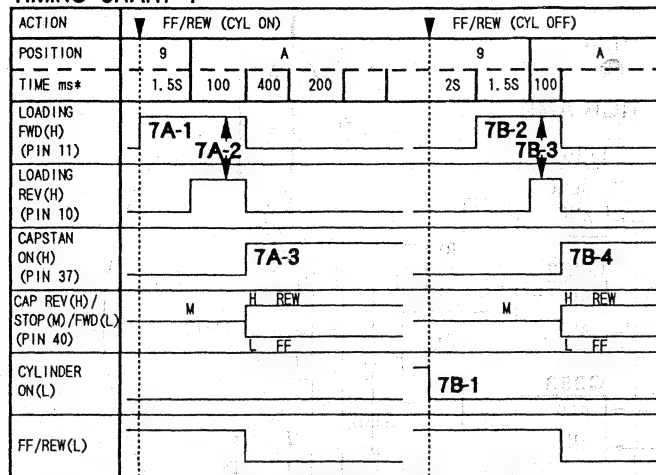 ACTION FF/REW (CYL ON) FF/REW (CYL OFF)
POSITION 9 A 9 A
TIME ms* 1.5S 100 400 200 2S 1.5S 100
LOADING
FWD(H)
(PIN 11)
7A-1 7B-2
7A-2 7B-3
LOADING
REV(H)
(PIN 10)
CAPSTAN
ON(H)
(PIN 37)
7A-3 7B-4
CAP REV(H)/
STOP(M)/FWD(L)
(PIN 40)
M H REW M H REW
L FF L FF
CYLINDER
ON(L)
7B-1
FF/REW(L)